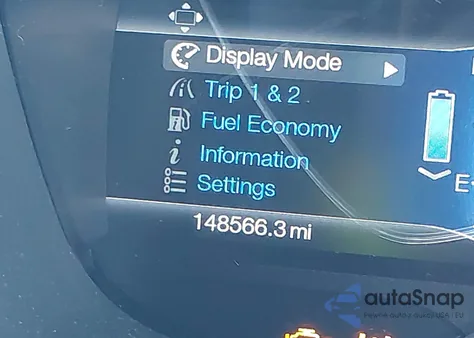 Display Mode
Trip 1 & 2
Fuel Economy
Information
Settings
E
148566.3 mi
autaSnap